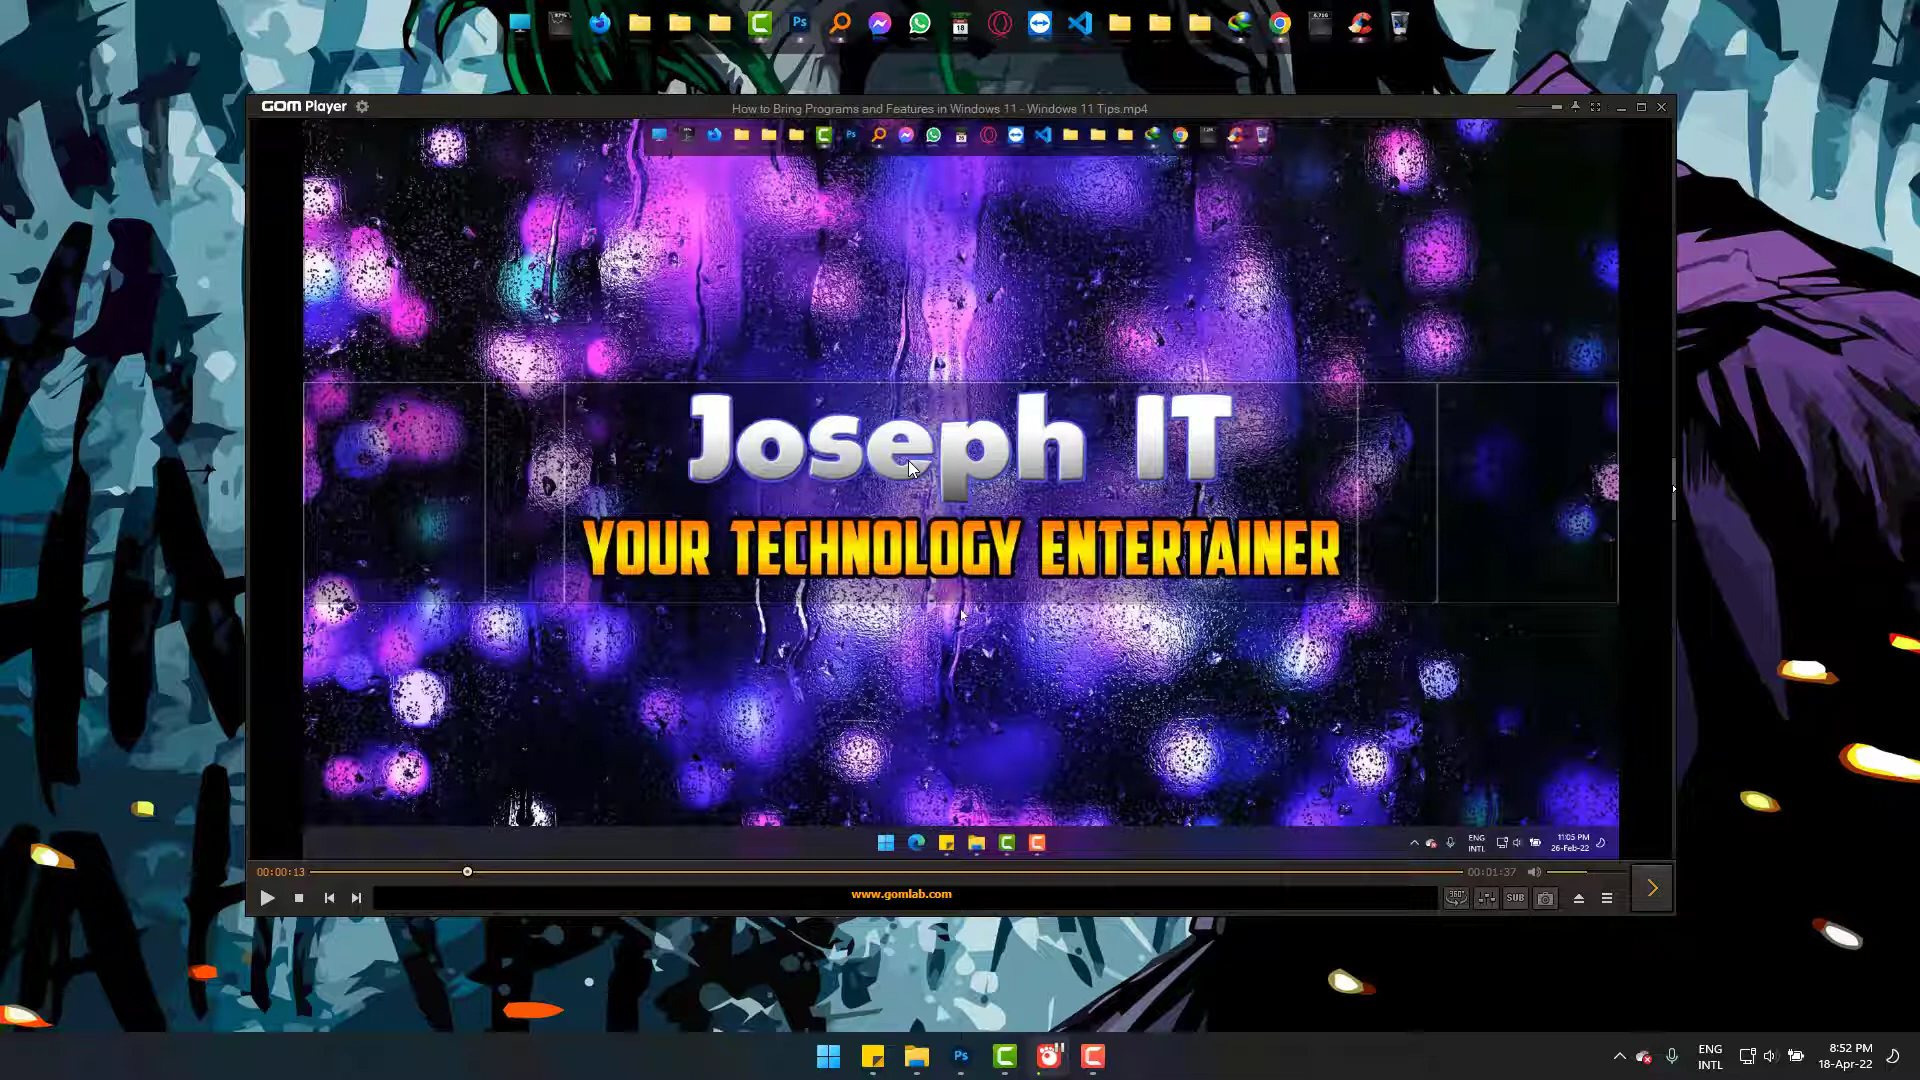 GOM Player
How to Bring Programs and Features in Windows 11 - Windows 11 Tips.mp4
Joseph IT
YOUR TECHNOLOGY ENTERTAINER
ENG
INTL
11:05 PM
26-Feb-22
00:00:13
00:01:37
www.gomlab.com
360°
SUB
Ps
ENG
INTL
8:52 PM
18-Apr-22